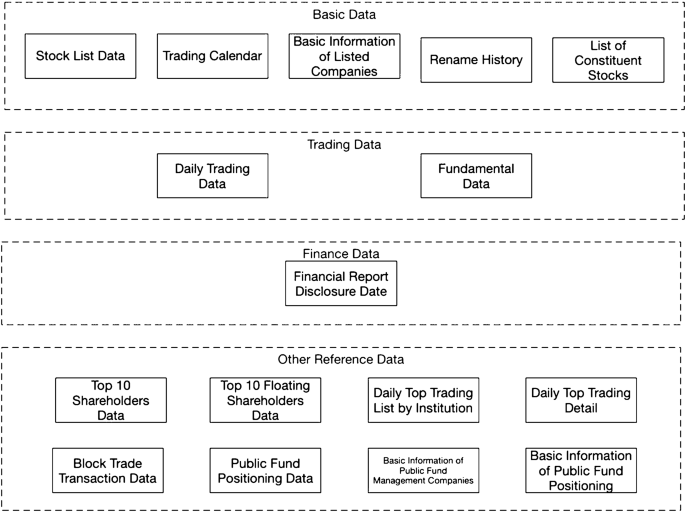 Basic Data
Stock List Data
Trading Calendar
Basic Information
of Listed
Companies
Rename History
List of
Constituent
Stocks
Trading Data
Daily Trading
Data
Fundamental
Data
Finance Data
Financial Report
Disclosure Date
Other Reference Data
Top 10
Shareholders
Data
Top 10 Floating
Shareholders
Data
Daily Top Trading
List by Institution
Daily Top Trading
Detail
Block Trade
Transaction Data
Public Fund
Positioning Data
Basic Information of
Public Fund
Management Companies
Basic Information
of Public Fund
Positioning